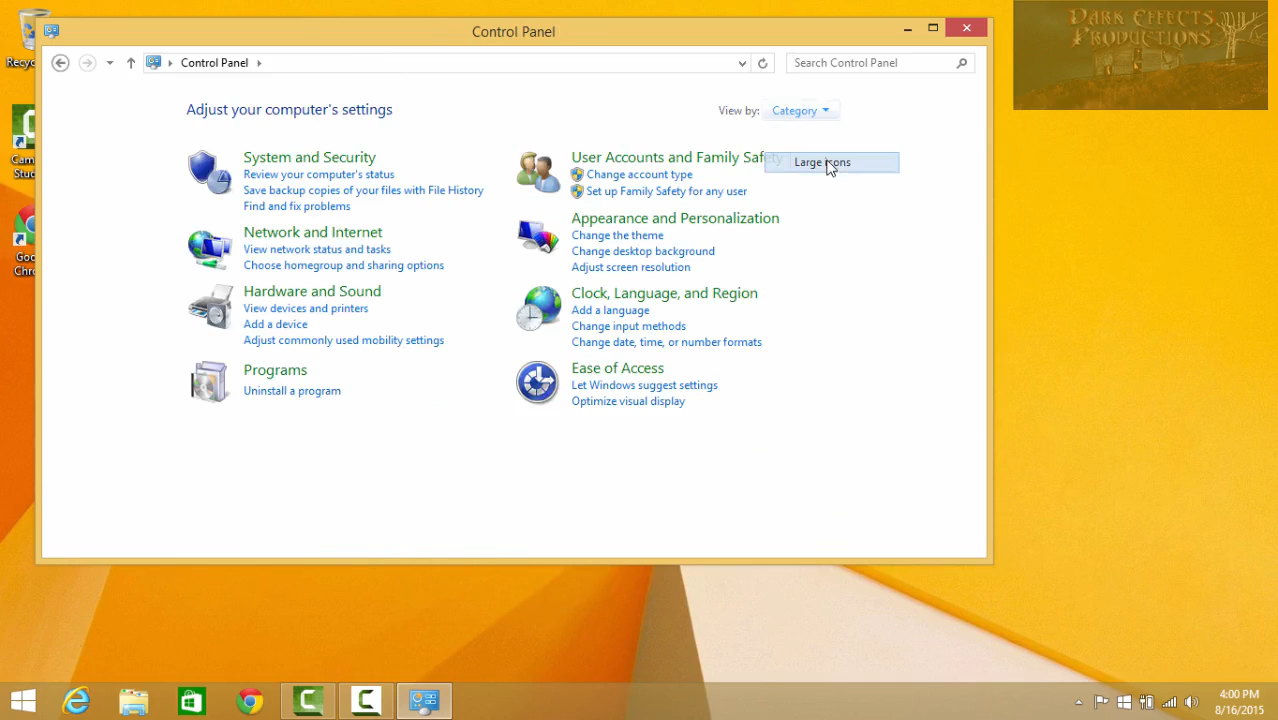 DARK EFFECTS
PRODUCTIONS
Control Panel
Control Panel
Search Control Panel
Adjust your computer's settings
View by: Category
Large icons
System and Security
Review your computer's status
Save backup copies of your files with File History
Find and fix problems
Network and Internet
View network status and tasks
Choose homegroup and sharing options
Hardware and Sound
View devices and printers
Add a device
Adjust commonly used mobility settings
Programs
Uninstall a program
User Accounts and Family Safety
Change account type
Set up Family Safety for any user
Appearance and Personalization
Change the theme
Change desktop background
Adjust screen resolution
Clock, Language, and Region
Add a language
Change input methods
Change date, time, or number formats
Ease of Access
Let Windows suggest settings
Optimize visual display
4:00 PM
8/16/2015